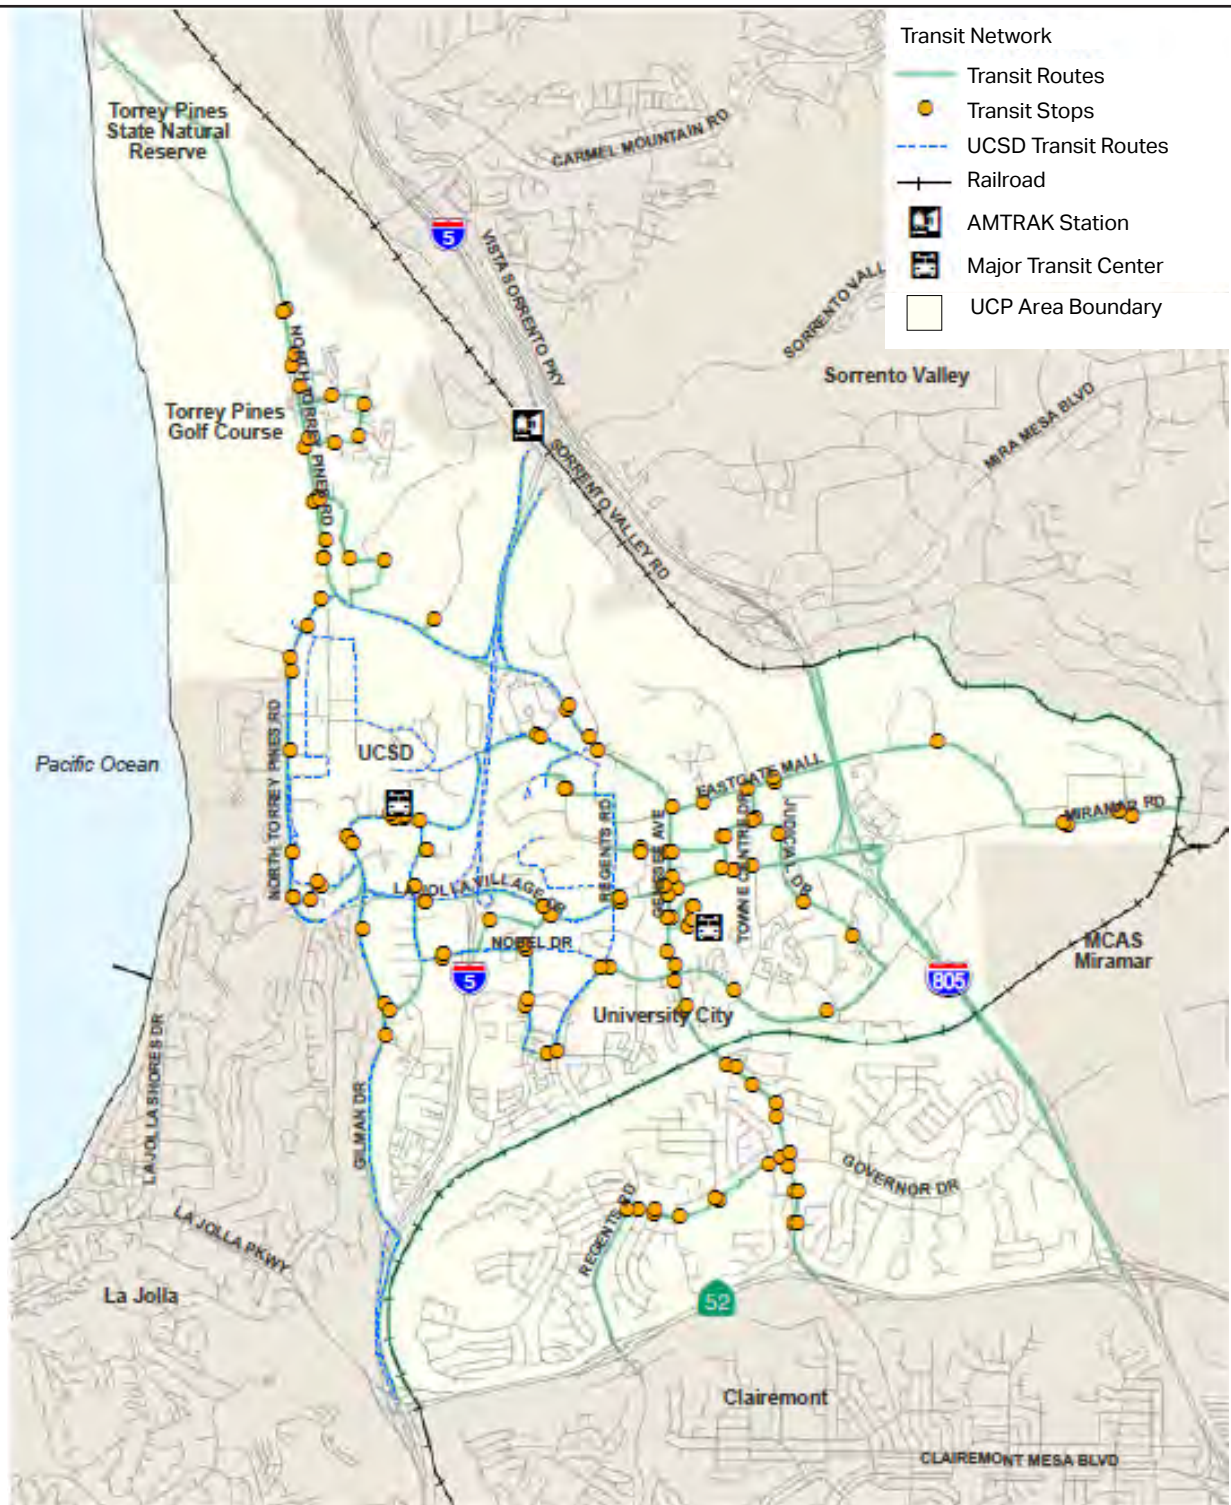 Transit Network
Transit Routes
Transit Stops
UCSD Transit Routes
Railroad
AMTRAK Station
Major Transit Center
UCP Area Boundary
Torrey Pines
State Natural
Reserve
CARMEL MOUNTAIN RD
5
VISTA SORRENTO PKY
SORRENTO VALL
Sorrento Valley
MIRA MESA BLVD
NORTH TORREY PINES RD
Torrey Pines
Golf Course
SORRENTO VALLEY RD
Pacific Ocean
NORTH TORREY PINES RD
UCSD
EASTGATE MALL
MIRAMAR RD
REGENTS RD
GENESEE AVE
TOWNE CENTRE DR
JUDICIAL DR
LA JOLLA VILLAGE DR
NOBEL DR
MCAS
Miramar
5
805
University City
LA JOLLA SHORES DR
GILMAN DR
GOVERNOR DR
REGENTS RD
LA JOLLA PKWY
La Jolla
52
Clairemont
CLAIREMONT MESA BLVD